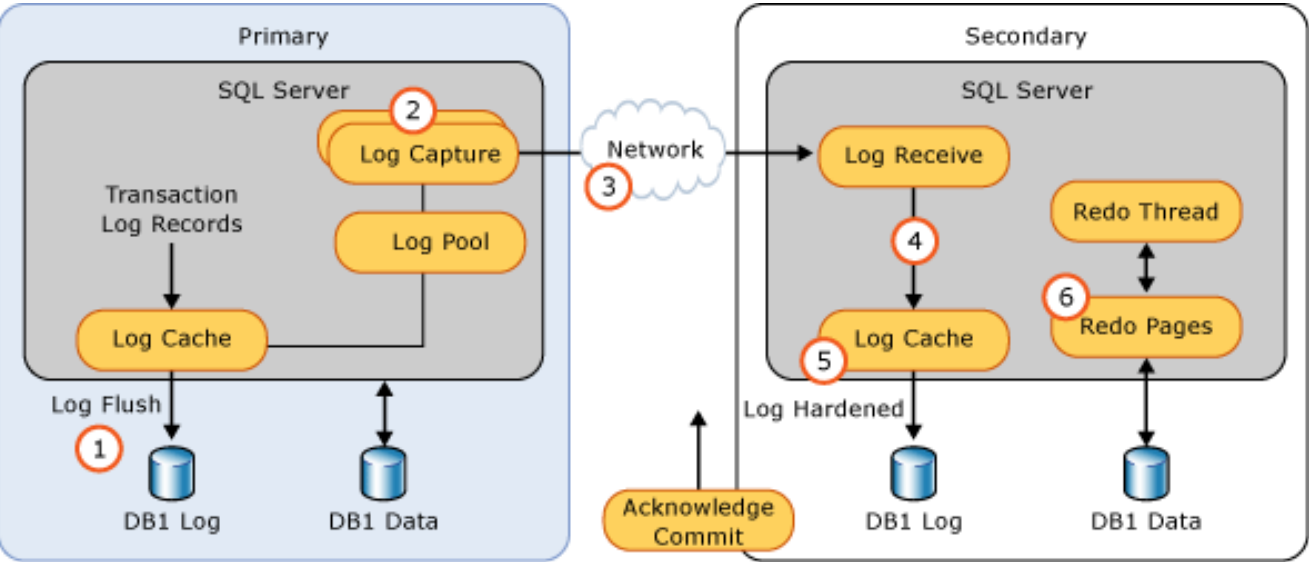 Primary
SQL Server
2
Log Capture
Transaction
Log Records
Log Pool
Log Cache
Log Flush
1
DB1 Log
DB1 Data
Network
3
Acknowledge
Commit
Secondary
SQL Server
Log Receive
4
Redo Thread
6
Redo Pages
Log Cache
5
Log Hardened
DB1 Log
DB1 Data